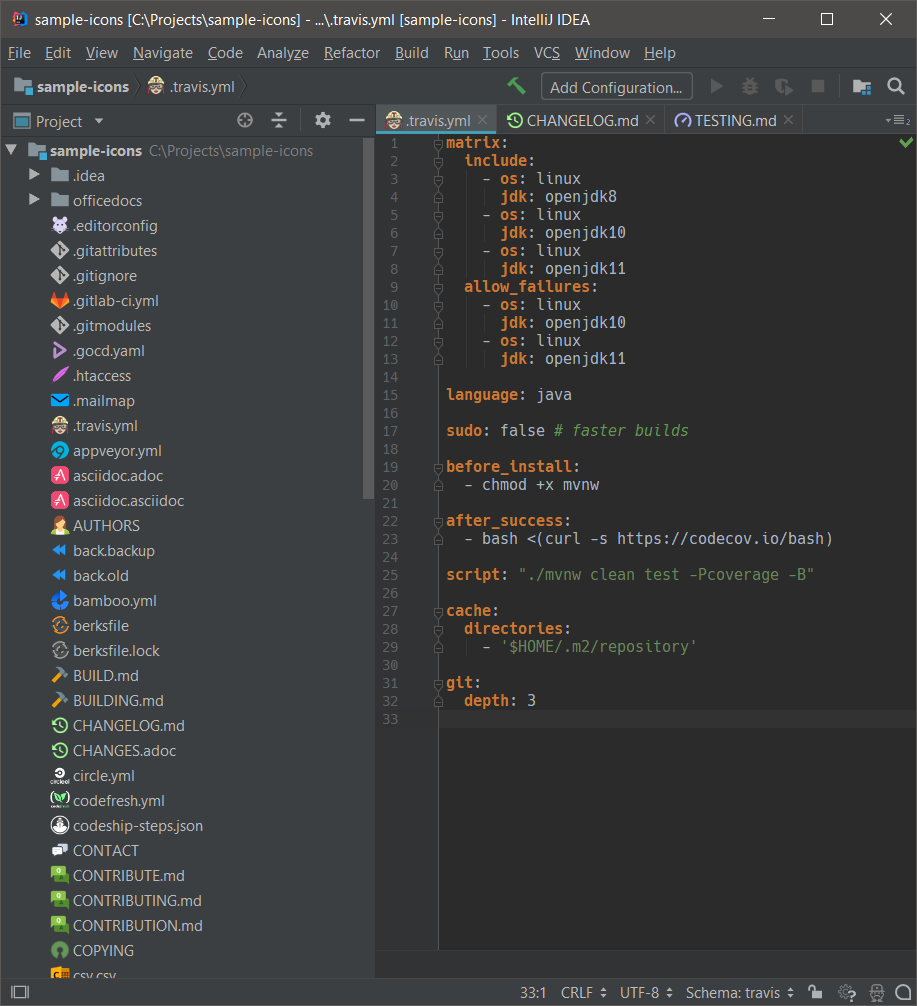 sample-icons [C:\Projects\sample-icons] - ...\.travis.yml [sample-icons] - IntelliJ IDEA
File Edit View Navigate Code Analyze Refactor Build Run Tools VCS Window Help
sample-icons .travis.yml Add Configuration...
Project
.travis.yml CHANGELOG.md TESTING.md 2
sample-icons C:\Projects\sample-icons
.idea
officedocs
.editorconfig
.gitattributes
.gitignore
.gitlab-ci.yml
.gitmodules
.gocd.yaml
.htaccess
.mailmap
.travis.yml
appveyor.yml
asciidoc.adoc
asciidoc.asciidoc
AUTHORS
back.backup
back.old
bamboo.yml
berksfile
berksfile.lock
BUILD.md
BUILDING.md
CHANGELOG.md
CHANGES.adoc
circle.yml
codefresh.yml
codeship-steps.json
CONTACT
CONTRIBUTE.md
CONTRIBUTING.md
CONTRIBUTION.md
COPYING
csv.csv
1 matrix:
2 include:
3 - os: linux
4 jdk: openjdk8
5 - os: linux
6 jdk: openjdk10
7 - os: linux
8 jdk: openjdk11
9 allow_failures:
10 - os: linux
11 jdk: openjdk10
12 - os: linux
13 jdk: openjdk11
14
15 language: java
16
17 sudo: false # faster builds
18
19 before_install:
20 - chmod +x mvnw
21
22 after_success:
23 - bash <(curl -s https://codecov.io/bash)
24
25 script: "./mvnw clean test -Pcoverage -B"
26
27 cache:
28 directories:
29 - '$HOME/.m2/repository'
30
31 git:
32 depth: 3
33
33:1 CRLF UTF-8 Schema: travis